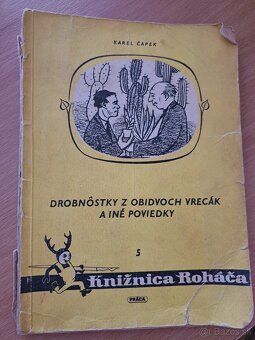 KAREL ČAPEK
DROBNÔSTKY Z OBIDVOCH VRECÁK
A INÉ POVIEDKY
5
Knižnica Roháča
PRÁCA